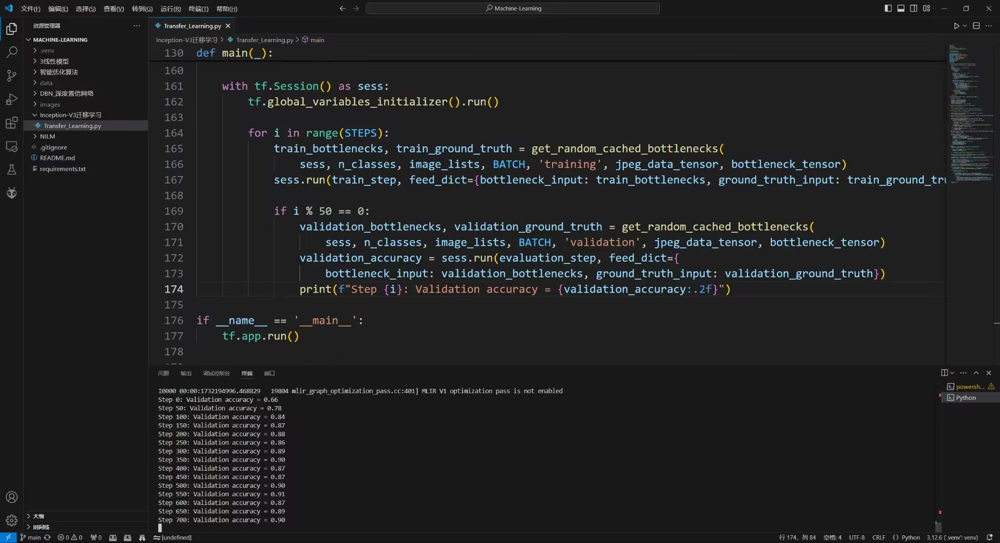 文件(F) 编辑(E) 选择(S) 查看(V) 转到(G) 运行(R) 终端(T) 帮助(H)
Machine-Learning
资源管理器
Transfer_Learning.py
MACHINE-LEARNING
.venv
3线性模型
智能优化算法
data
DBN_深度置信网络
images
Inception-V3迁移学习
Transfer_Learning.py
NILM
.gitignore
README.md
requirements.txt
大纲
时间线
Inception-V3迁移学习 > Transfer_Learning.py > main
130 def main(_):
160
161 with tf.Session() as sess:
162 tf.global_variables_initializer().run()
163
164 for i in range(STEPS):
165 train_bottlenecks, train_ground_truth = get_random_cached_bottlenecks(
166 sess, n_classes, image_lists, BATCH, 'training', jpeg_data_tensor, bottleneck_tensor)
167 sess.run(train_step, feed_dict={bottleneck_input: train_bottlenecks, ground_truth_input: train_ground_tru
168
169 if i % 50 == 0:
170 validation_bottlenecks, validation_ground_truth = get_random_cached_bottlenecks(
171 sess, n_classes, image_lists, BATCH, 'validation', jpeg_data_tensor, bottleneck_tensor)
172 validation_accuracy = sess.run(evaluation_step, feed_dict={
173 bottleneck_input: validation_bottlenecks, ground_truth_input: validation_ground_truth})
174 print(f"Step {i}: Validation accuracy = {validation_accuracy:.2f}")
175
176 if __name__ == '__main__':
177 tf.app.run()
178
问题 输出 调试控制台 终端 端口
I0000 00:00:1732194996.468829 19804 mlir_graph_optimization_pass.cc:401] MLIR V1 optimization pass is not enabled
Step 0: Validation accuracy = 0.66
Step 50: Validation accuracy = 0.78
Step 100: Validation accuracy = 0.84
Step 150: Validation accuracy = 0.87
Step 200: Validation accuracy = 0.88
Step 250: Validation accuracy = 0.86
Step 300: Validation accuracy = 0.89
Step 350: Validation accuracy = 0.90
Step 400: Validation accuracy = 0.87
Step 450: Validation accuracy = 0.87
Step 500: Validation accuracy = 0.90
Step 550: Validation accuracy = 0.91
Step 600: Validation accuracy = 0.87
Step 650: Validation accuracy = 0.89
Step 700: Validation accuracy = 0.90
powersh...
Python
main 0 0 0 [undefined]
行 174, 列 84 空格: 4 UTF-8 CRLF {} Python 3.12.6 ('.venv': venv)